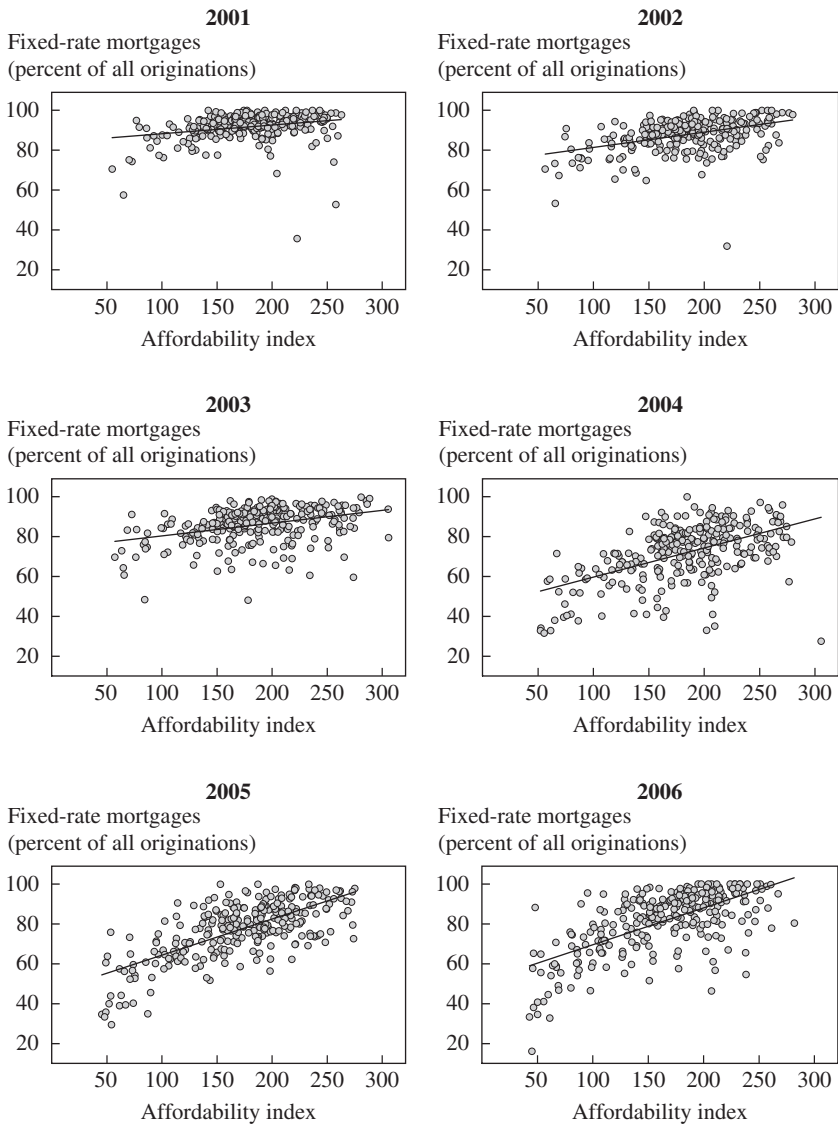 2001
Fixed-rate mortgages
(percent of all originations)
100
80
60
40
20
50 100 150 200 250 300
Affordability index
2002
Fixed-rate mortgages
(percent of all originations)
100
80
60
40
20
50 100 150 200 250 300
Affordability index
2003
Fixed-rate mortgages
(percent of all originations)
100
80
60
40
20
50 100 150 200 250 300
Affordability index
2004
Fixed-rate mortgages
(percent of all originations)
100
80
60
40
20
50 100 150 200 250 300
Affordability index
2005
Fixed-rate mortgages
(percent of all originations)
100
80
60
40
20
50 100 150 200 250 300
Affordability index
2006
Fixed-rate mortgages
(percent of all originations)
100
80
60
40
20
50 100 150 200 250 300
Affordability index